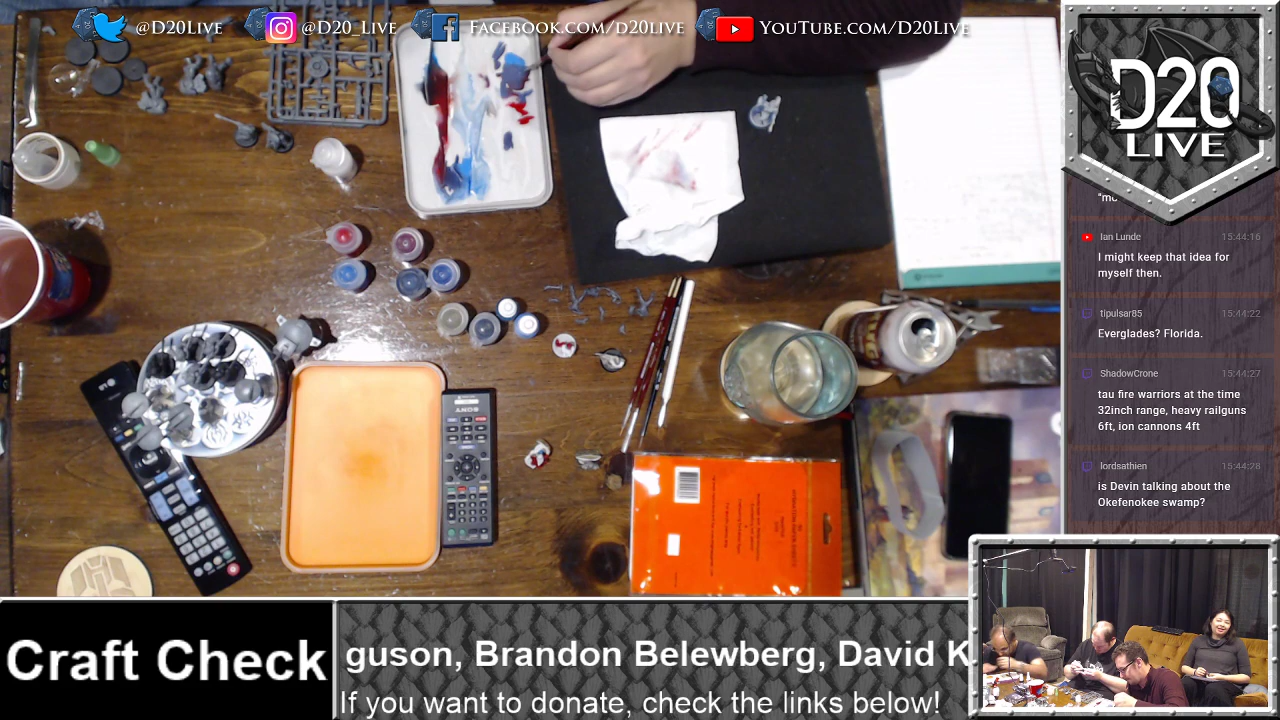 @D20Live
@D20_Live
Facebook.com/D20Live
YouTube.com/D20Live
D20
LIVE
Ian Lunde 15:44:16
I might keep that idea for
myself then.
tipulsar85 15:44:22
Everglades? Florida.
ShadowCrone 15:44:27
tau fire warriors at the time
32inch range, heavy railguns
6ft, ion cannons 4ft
lordsathien 15:44:28
is Devin talking about the
Okefenokee swamp?
SONY
Craft Check
guson, Brandon Belewberg, David K
If you want to donate, check the links below!